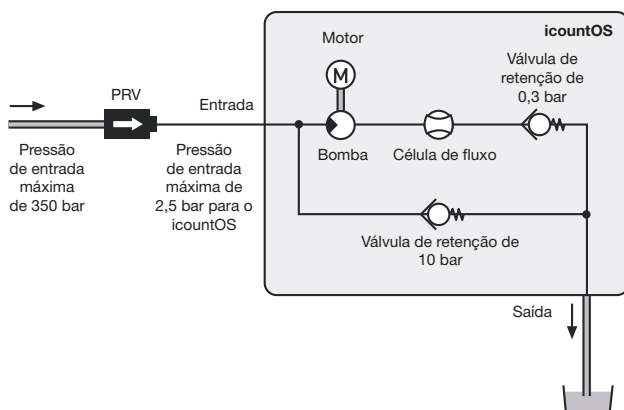 icountOS
Motor
M
Válvula de
retenção de
0,3 bar
PRV
Entrada
Bomba
Célula de fluxo
Pressão
de entrada
máxima
de 350 bar
Pressão
de entrada
máxima de
2,5 bar para o
icountOS
Válvula de retenção de
10 bar
Saída